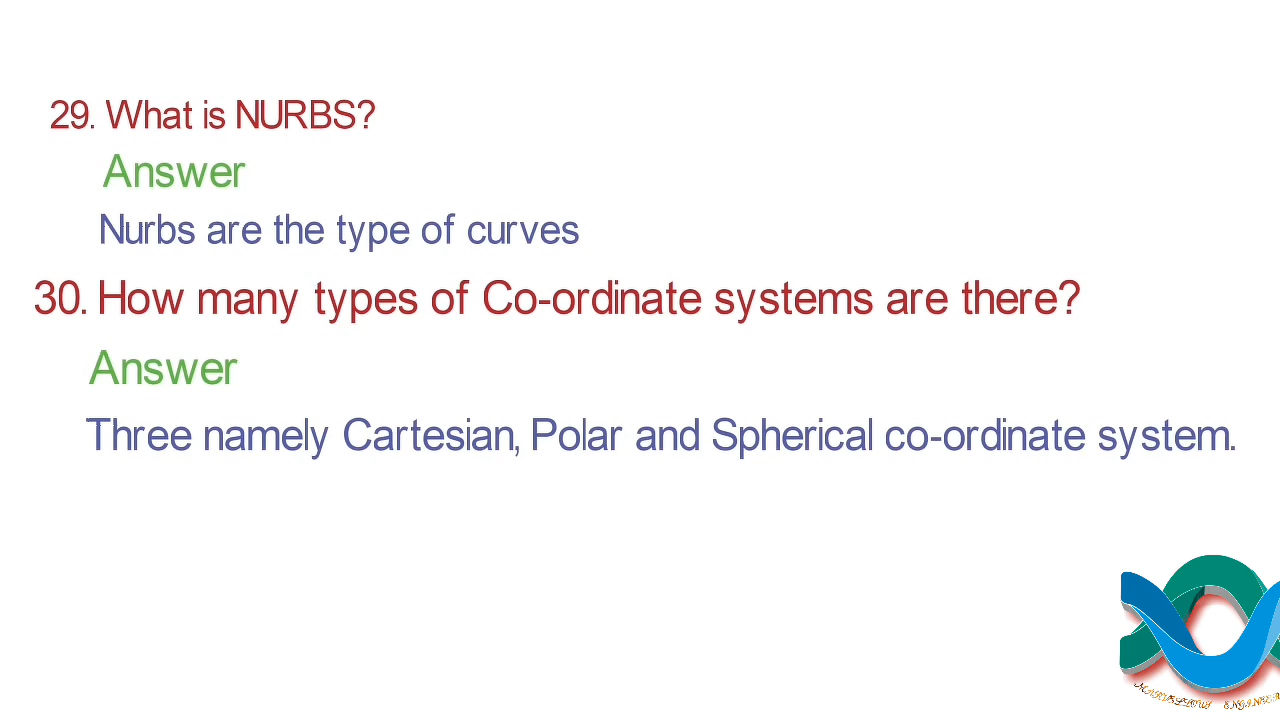 29. What is NURBS?
Answer
Nurbs are the type of curves
30. How many types of Co-ordinate systems are there?
Answer
Three namely Cartesian, Polar and Spherical co-ordinate system.